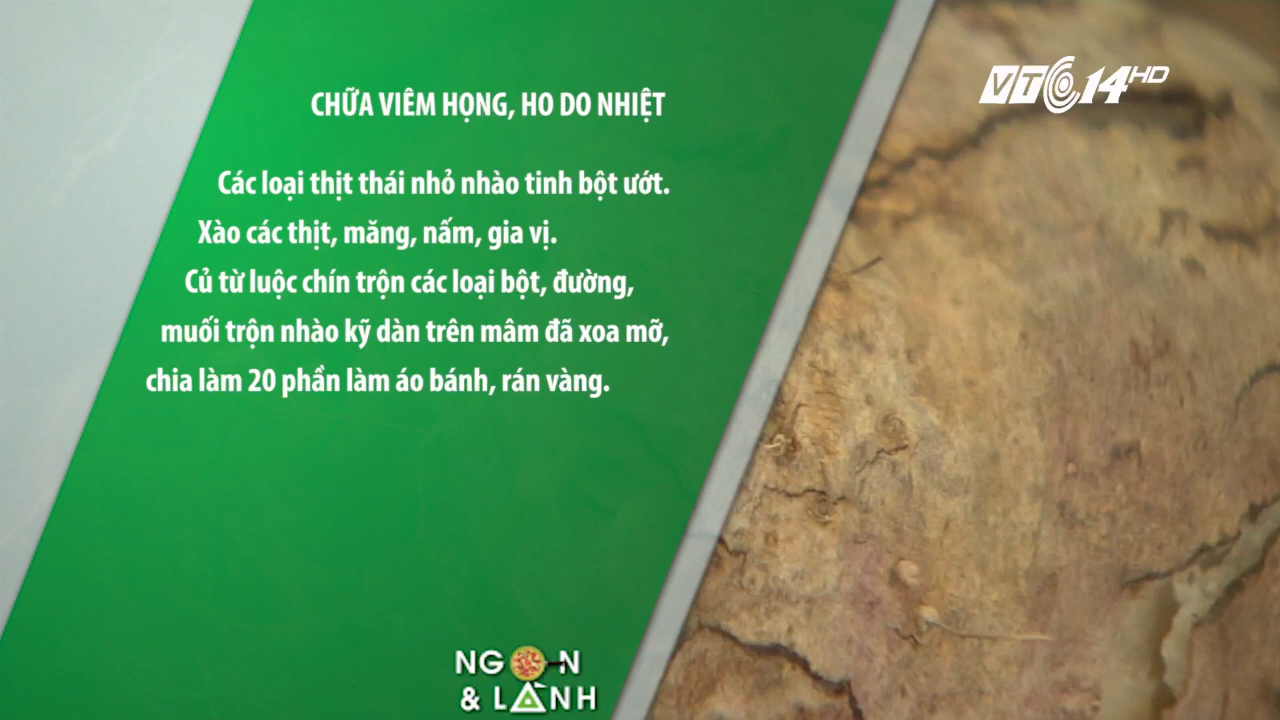 VTC14HD
CHỮA VIÊM HỌNG, HO DO NHIỆT
Các loại thịt thái nhỏ nhào tinh bột ướt.
Xào các thịt, măng, nấm, gia vị.
Củ từ luộc chín trộn các loại bột, đường,
muối trộn nhào kỹ dàn trên mâm đã xoa mỡ,
chia làm 20 phần làm áo bánh, rán vàng.
NGON
& LÀNH